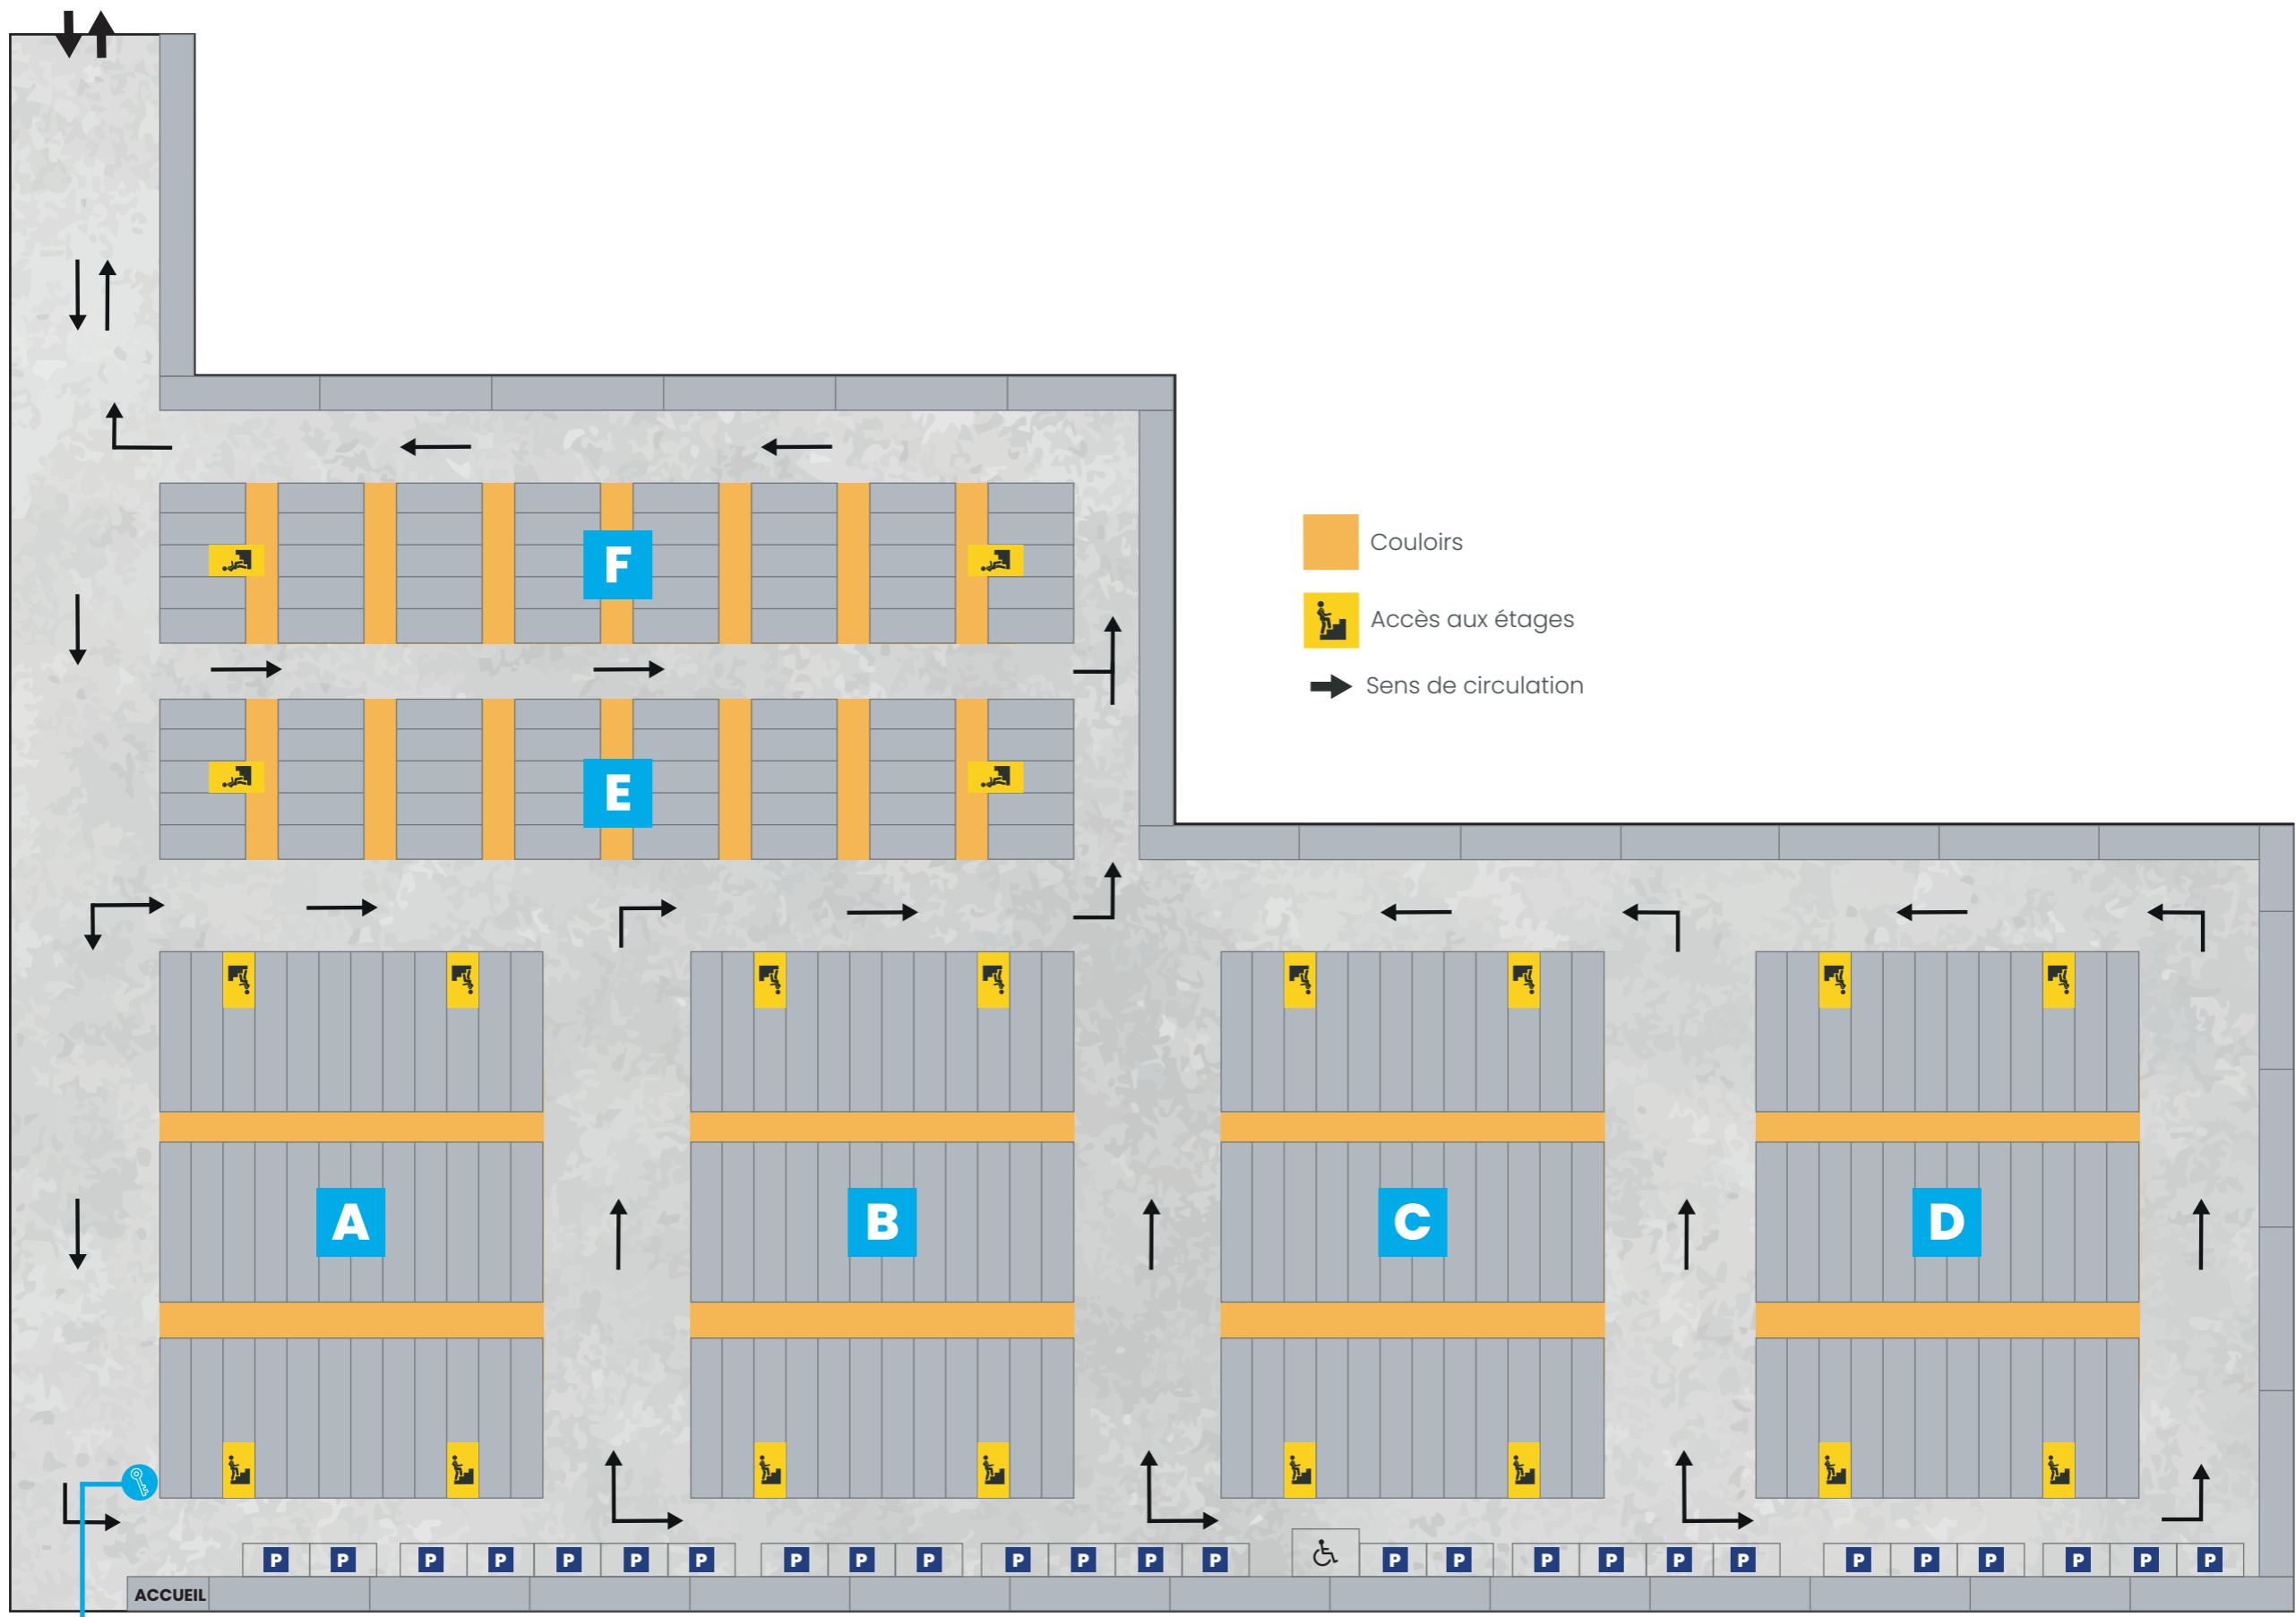 F
Couloirs
Accès aux étages
Sens de circulation
E
A B C D
P P P P P P P P P P P P P P P P P P P P P P P P P P
ACCUEIL